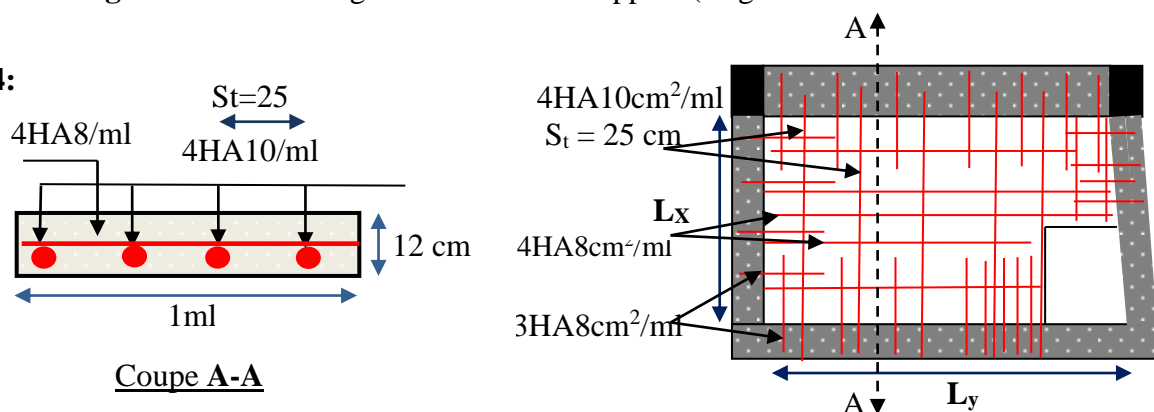 4:
St=25
4HA8/ml
4HA10/ml
12 cm
1ml
Coupe A-A
A
4HA10cm²/ml
Sₜ = 25 cm
Lx
4HA8cm²/ml
3HA8cm²/ml
Ly
A